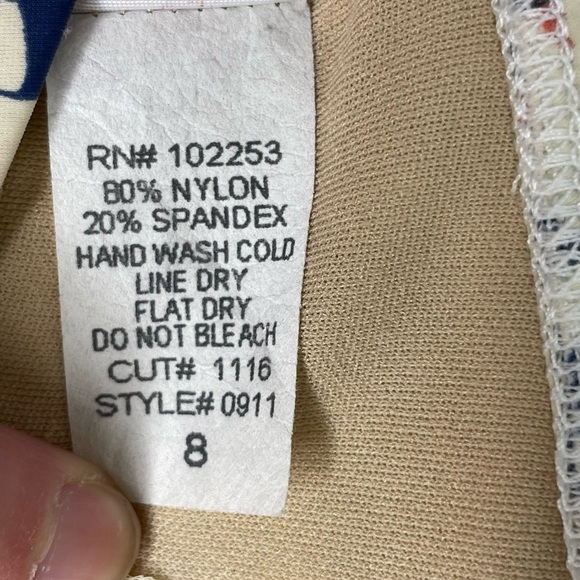 RN# 102253
80% NYLON
20% SPANDEX
HAND WASH COLD
LINE DRY
FLAT DRY
DO NOT BLEACH
CUT# 1116
STYLE# 0911
8